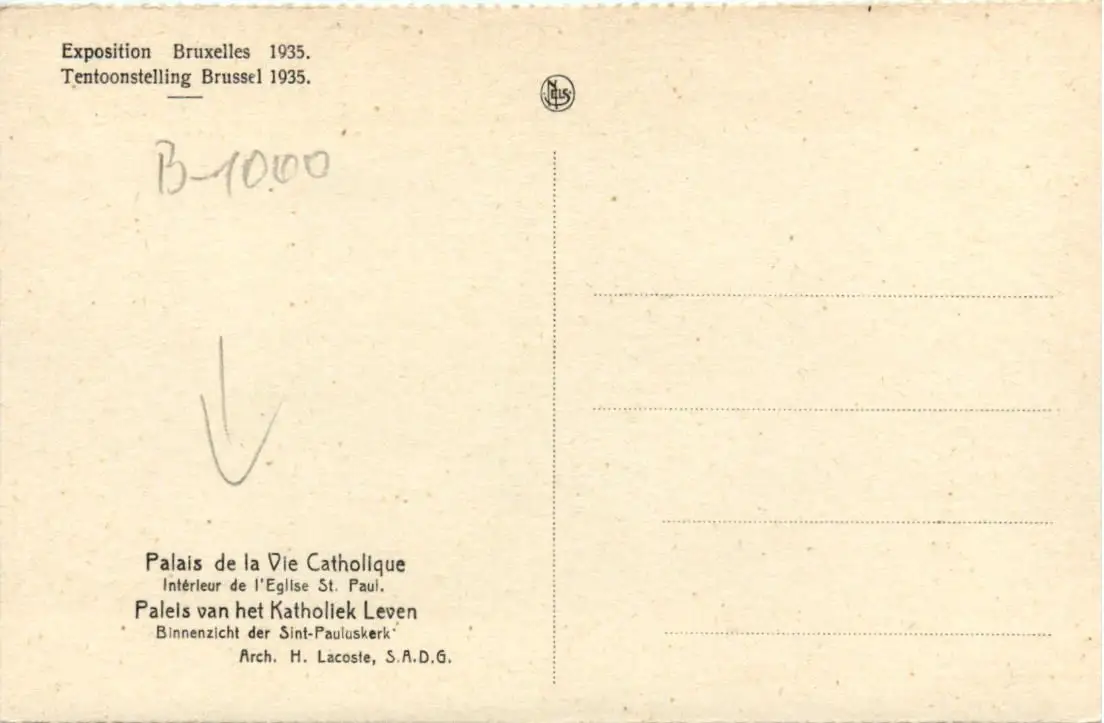 Exposition Bruxelles 1935.
Tentoonstelling Brussel 1935.
NELS
B-1000
Palais de la Vie Catholique
Intérieur de l'Eglise St. Paul.
Paleis van het Katholiek Leven
Binnenzicht der Sint-Pauluskerk
Arch. H. Lacoste, S.A.D.G.